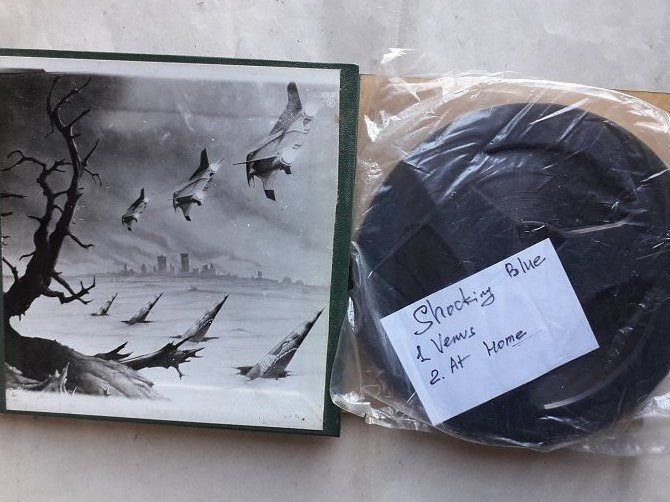 Shocking Blue
1 Venus
2. At Home